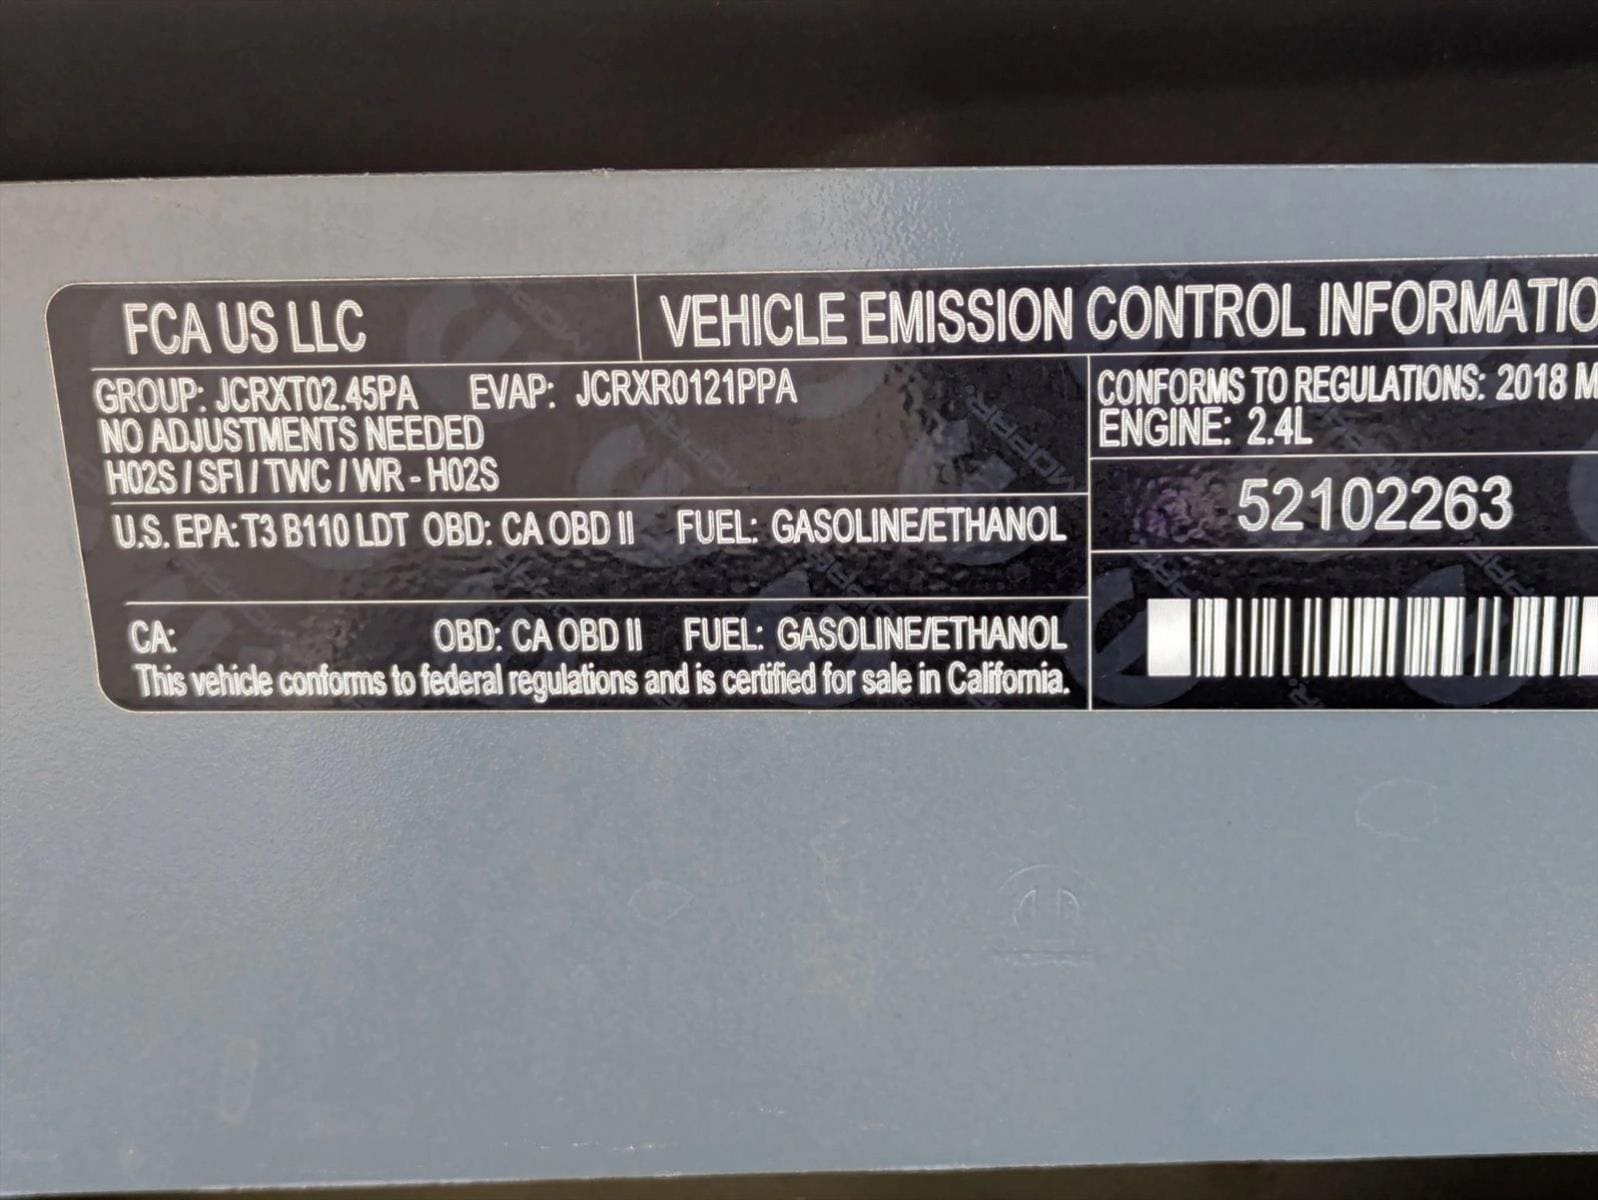 FCA US LLC
VEHICLE EMISSION CONTROL INFORMATIO
GROUP: JCRXT02.45PA EVAP: JCRXR0121PPA
NO ADJUSTMENTS NEEDED
H02S / SFI / TWC / WR - H02S
CONFORMS TO REGULATIONS: 2018 M
ENGINE: 2.4L
52102263
U.S. EPA: T3 B110 LDT OBD: CA OBD II FUEL: GASOLINE/ETHANOL
CA: OBD: CA OBD II FUEL: GASOLINE/ETHANOL
This vehicle conforms to federal regulations and is certified for sale in California.